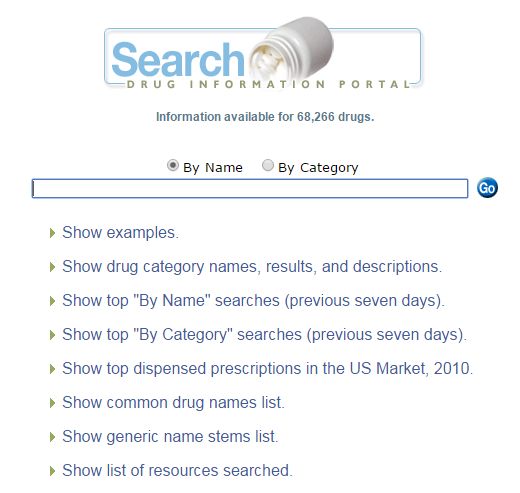 Search
DRUG INFORMATION PORTAL
Information available for 68,266 drugs.
By Name By Category
Go
Show examples.
Show drug category names, results, and descriptions.
Show top "By Name" searches (previous seven days).
Show top "By Category" searches (previous seven days).
Show top dispensed prescriptions in the US Market, 2010.
Show common drug names list.
Show generic name stems list.
Show list of resources searched.